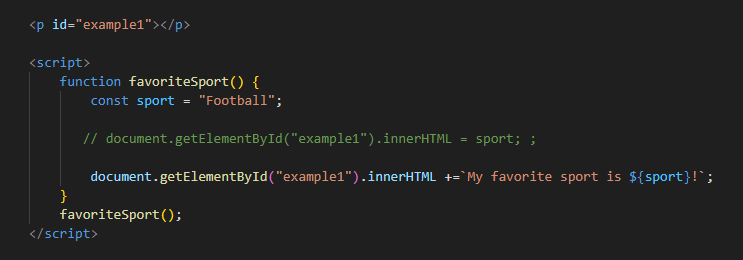 <p id="example1"></p>
<script>
function favoriteSport() {
const sport = "Football";
// document.getElementById("example1").innerHTML = sport; ;
document.getElementById("example1").innerHTML +=`My favorite sport is ${sport}!`;
}
favoriteSport();
</script>